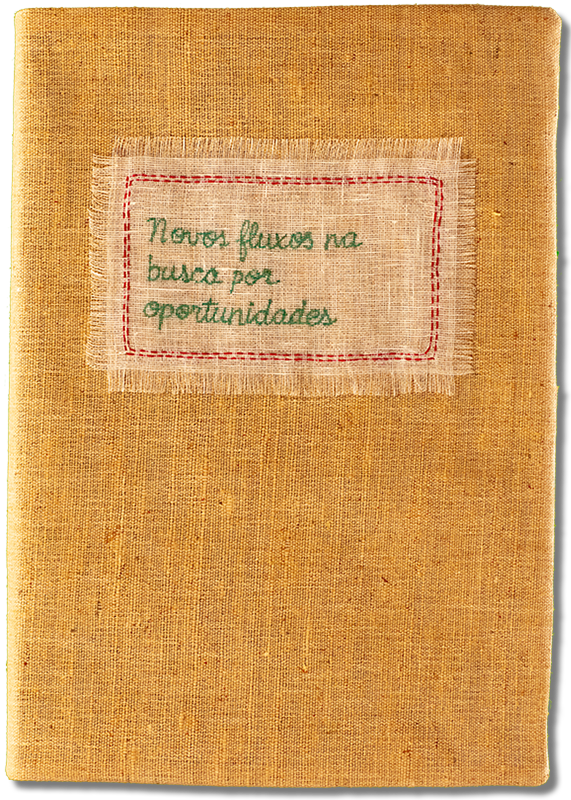 Novos fluxos na
busca por
oportunidades